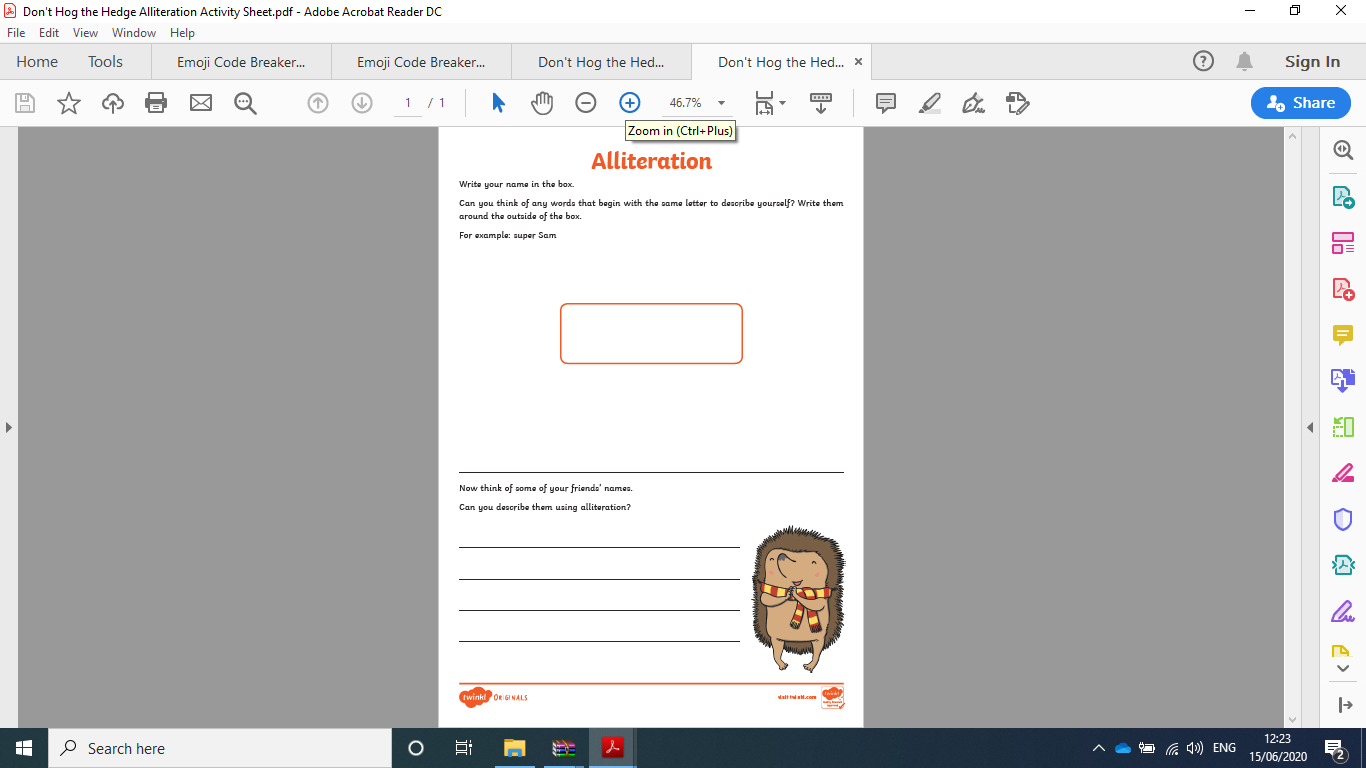 Don't Hog the Hedge Alliteration Activity Sheet.pdf - Adobe Acrobat Reader DC
File Edit View Window Help
Home Tools Emoji Code Breaker... Emoji Code Breaker... Don't Hog the Hed... Don't Hog the Hed... Sign In
1 / 1 46.7% Share
Zoom in (Ctrl+Plus)
Alliteration
Write your name in the box.
Can you think of any words that begin with the same letter to describe yourself? Write them
around the outside of the box.
For example: super Sam
Now think of some of your friends' names.
Can you describe them using alliteration?
twinkl ORIGINALS visit twinkl.com twinkl
Search here ENG 12:23
15/06/2020 2